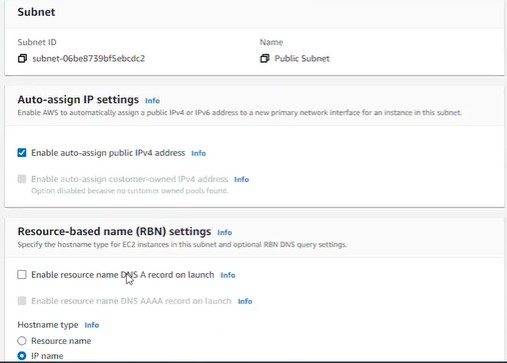 Subnet
Subnet ID
Name
subnet-06be8739bf5ebcdc2
Public Subnet
Auto-assign IP settings Info
Enable AWS to automatically assign a public IPv4 or IPv6 address to a new primary network interface for an instance in this subnet.
Enable auto-assign public IPv4 address Info
Enable auto-assign customer-owned IPv4 address Info
Option disabled because no customer owned pools found.
Resource-based name (RBN) settings Info
Specify the hostname type for EC2 instances in this subnet and optional RBN DNS query settings.
Enable resource name DNS A record on launch Info
Enable resource name DNS AAAA record on launch Info
Hostname type Info
Resource name
IP name